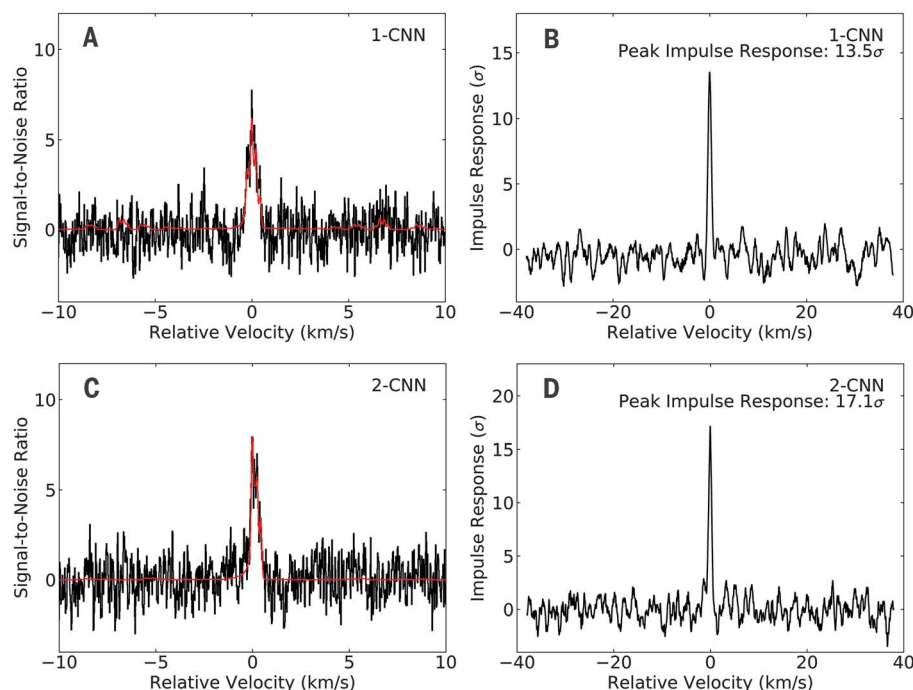 A
1-CNN
10
5
0
Signal-to-Noise Ratio
−10
−5
0
5
10
Relative Velocity (km/s)
B
1-CNN
Peak Impulse Response: 13.5σ
15
10
5
0
Impulse Response (σ)
−40
−20
0
20
40
Relative Velocity (km/s)
C
2-CNN
10
5
0
Signal-to-Noise Ratio
−10
−5
0
5
10
Relative Velocity (km/s)
D
2-CNN
Peak Impulse Response: 17.1σ
20
15
10
5
0
Impulse Response (σ)
−40
−20
0
20
40
Relative Velocity (km/s)